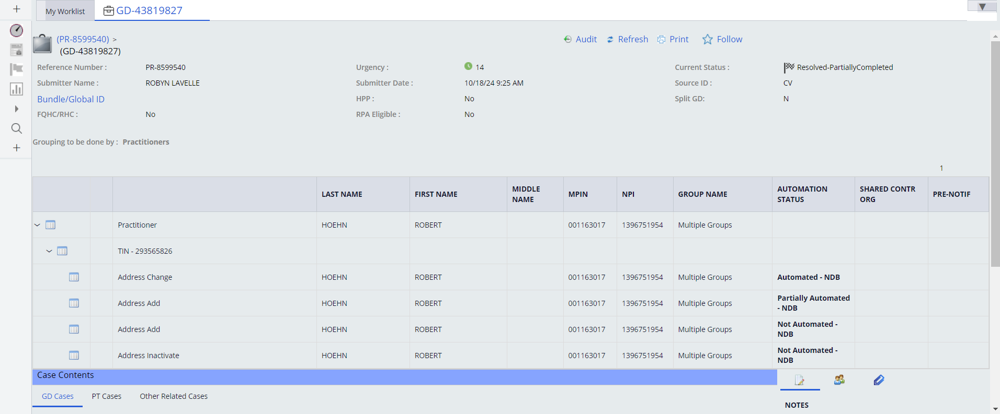 My Worklist
GD-43819827
(PR-8599540) >
(GD-43819827)
Audit Refresh Print Follow
Reference Number : PR-8599540 Urgency : 14 Current Status : Resolved-PartiallyCompleted
Submitter Name : ROBYN LAVELLE Submitter Date : 10/18/24 9:25 AM Source ID : CV
Bundle/Global ID HPP : No Split GD: N
FQHC/RHC : No RPA Eligible : No
Grouping to be done by : Practitioners
1
LAST NAME FIRST NAME MIDDLE NAME MPIN NPI GROUP NAME AUTOMATION STATUS SHARED CONTR ORG PRE-NOTIF
Practitioner HOEHN ROBERT 001163017 1396751954 Multiple Groups
TIN - 293565826
Address Change HOEHN ROBERT 001163017 1396751954 Multiple Groups Automated - NDB
Address Add HOEHN ROBERT 001163017 1396751954 Multiple Groups Partially Automated - NDB
Address Add HOEHN ROBERT 001163017 1396751954 Multiple Groups Not Automated - NDB
Address Inactivate HOEHN ROBERT 001163017 1396751954 Multiple Groups Not Automated - NDB
Case Contents
GD Cases PT Cases Other Related Cases
NOTES